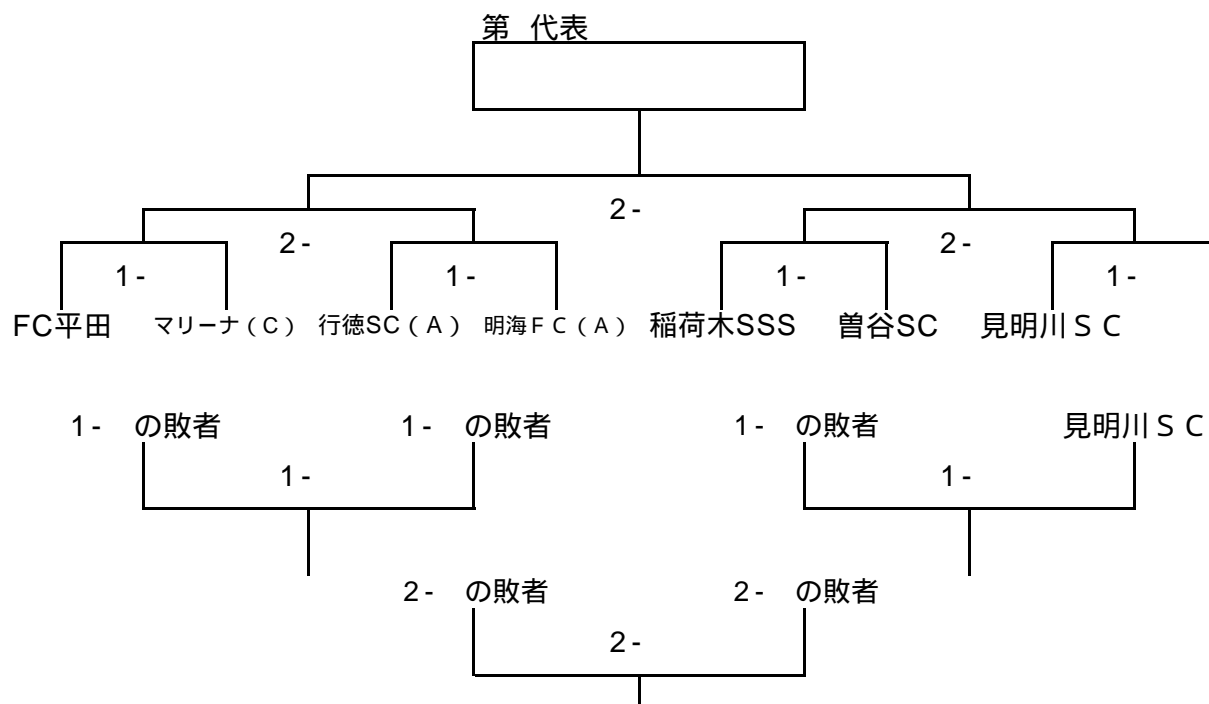 第 代表
2-
2- 2-
1- 1- 1- 1-
FC平田 マリーナ（C） 行徳SC（A） 明海ＦＣ（A） 稲荷木SSS 曽谷SC 見明川ＳＣ
1- の敗者 1- の敗者 1- の敗者 見明川ＳＣ
1- 1-
2- の敗者 2- の敗者
2-